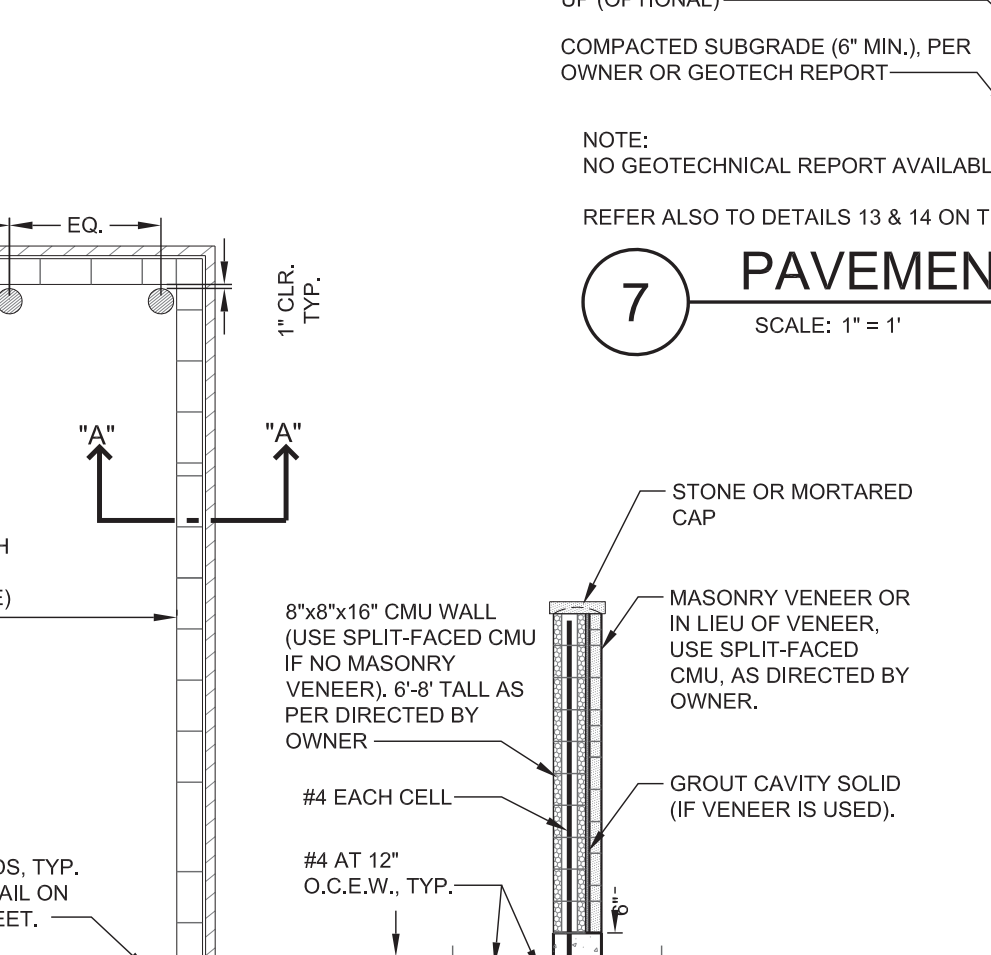 UP (OPTIONAL)
COMPACTED SUBGRADE (6" MIN.), PER
OWNER OR GEOTECH REPORT
NOTE:
NO GEOTECHNICAL REPORT AVAILABL
REFER ALSO TO DETAILS 13 & 14 ON T
7
PAVEMEN
SCALE: 1" = 1'
EQ.
1" CLR.
TYP.
"A"
"A"
H
E)
STONE OR MORTARED
CAP
8"x8"x16" CMU WALL
(USE SPLIT-FACED CMU
IF NO MASONRY
VENEER). 6'-8' TALL AS
PER DIRECTED BY
OWNER
MASONRY VENEER OR
IN LIEU OF VENEER,
USE SPLIT-FACED
CMU, AS DIRECTED BY
OWNER.
#4 EACH CELL
GROUT CAVITY SOLID
(IF VENEER IS USED).
#4 AT 12"
O.C.E.W., TYP.
6"
OS, TYP.
AIL ON
EET.